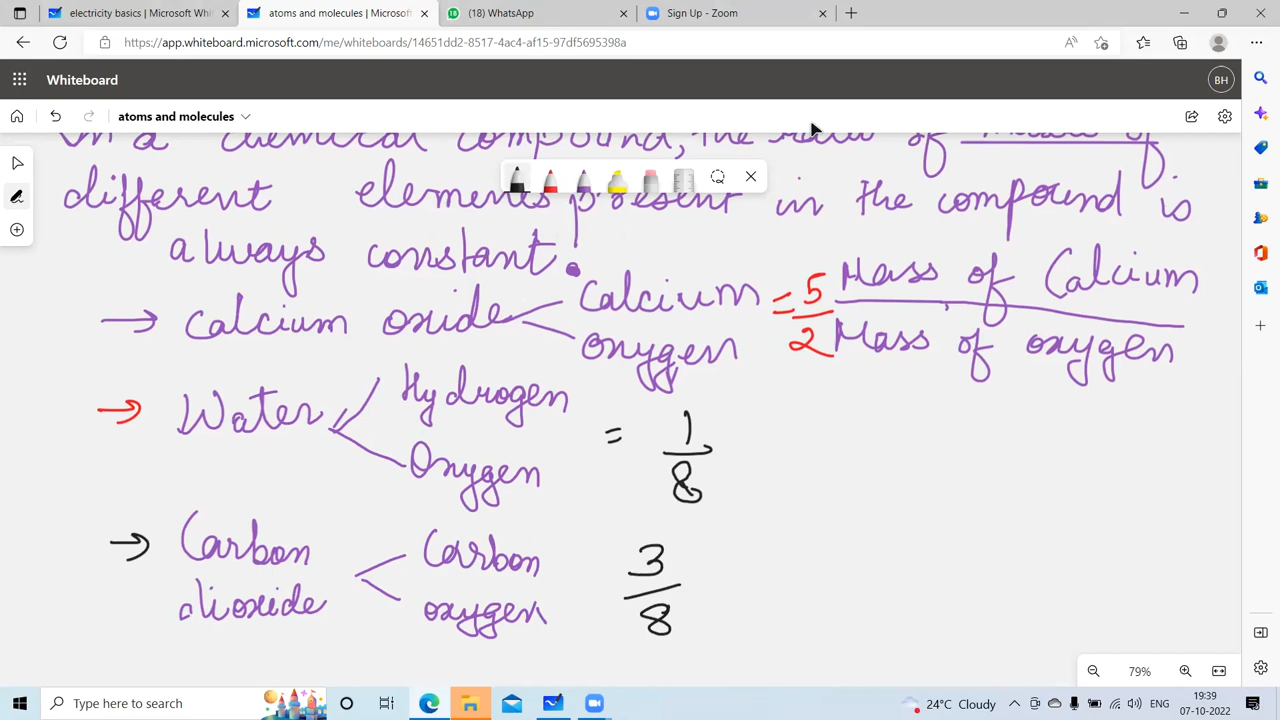 electricity basics | Microsoft Whi
atoms and molecules | Microsof
(18) WhatsApp
Sign Up - Zoom
https://app.whiteboard.microsoft.com/me/whiteboards/14651dd2-8517-4ac4-af15-97df5695398a
Whiteboard
BH
atoms and molecules
In a chemical compound, the ratio of masses of
different elements present in the compound is
always constant.
→ Calcium oxide Calcium = 5 Mass of Calcium
oxygen 2 Mass of oxygen
→ Water Hydrogen = 1
Oxygen 8
→ Carbon Carbon 3
dioxide oxygen 8
79%
Type here to search
24°C Cloudy
ENG
19:39
07-10-2022